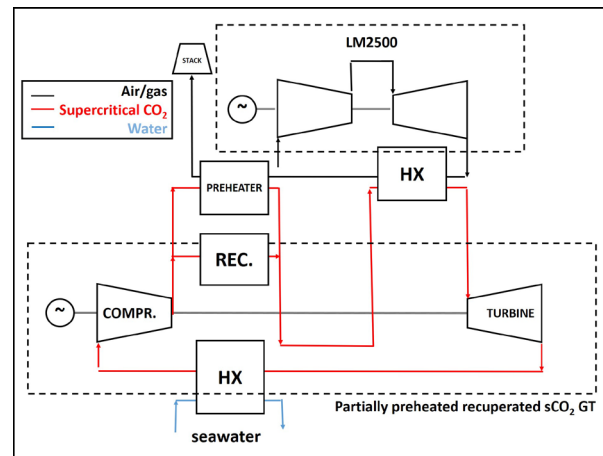 LM2500
STACK
Air/gas
Supercritical CO₂
Water
~
PREHEATER
HX
REC.
~
COMPR.
TURBINE
HX
Partially preheated recuperated sCO₂ GT
seawater